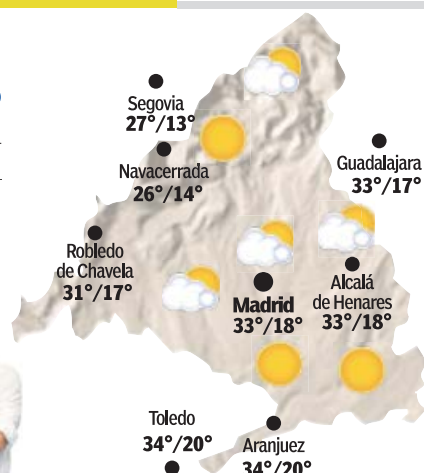 Segovia
27°/13°
Navacerrada
26°/14°
Guadalajara
33°/17°
Robledo
de Chavela
31°/17°
Madrid
33°/18°
Alcalá
de Henares
33°/18°
Toledo
34°/20°
Aranjuez
34°/20°